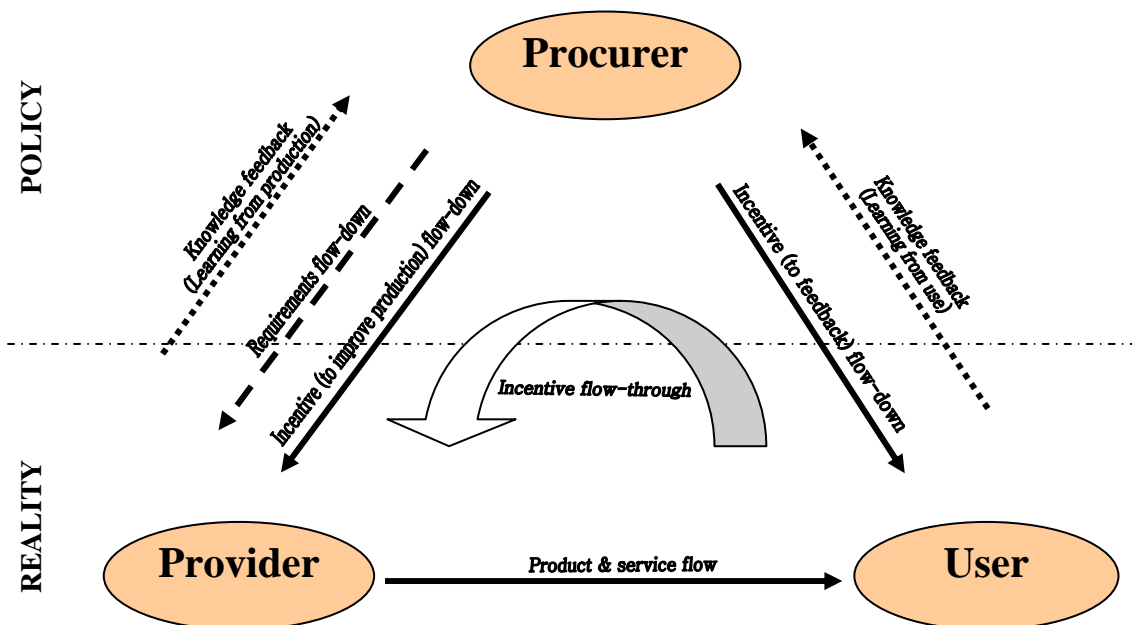 Procurer
POLICY
Knowledge feedback
(Learning from production)
Requirements flow-down
Incentive (to improve production) flow-down
Incentive (to feedback) flow-down
Knowledge feedback
(Learning from use)
Incentive flow-through
REALITY
Provider
Product & service flow
User